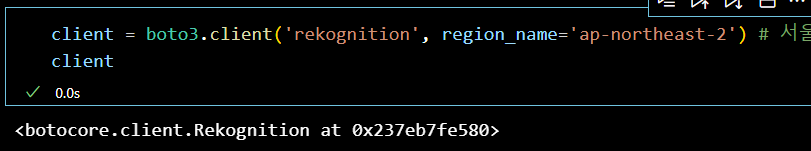 client = boto3.client('rekognition', region_name='ap-northeast-2') # 서울
client
0.0s
<botocore.client.Rekognition at 0x237eb7fe580>